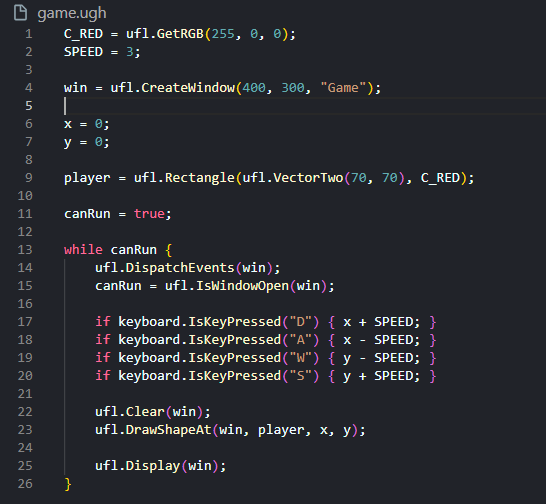 game.ugh
1 C_RED = ufl.GetRGB(255, 0, 0);
2 SPEED = 3;
3
4 win = ufl.CreateWindow(400, 300, "Game");
5
6 x = 0;
7 y = 0;
8
9 player = ufl.Rectangle(ufl.VectorTwo(70, 70), C_RED);
10
11 canRun = true;
12
13 while canRun {
14     ufl.DispatchEvents(win);
15     canRun = ufl.IsWindowOpen(win);
16
17     if keyboard.IsKeyPressed("D") { x + SPEED; }
18     if keyboard.IsKeyPressed("A") { x - SPEED; }
19     if keyboard.IsKeyPressed("W") { y - SPEED; }
20     if keyboard.IsKeyPressed("S") { y + SPEED; }
21
22     ufl.Clear(win);
23     ufl.DrawShapeAt(win, player, x, y);
24
25     ufl.Display(win);
26 }